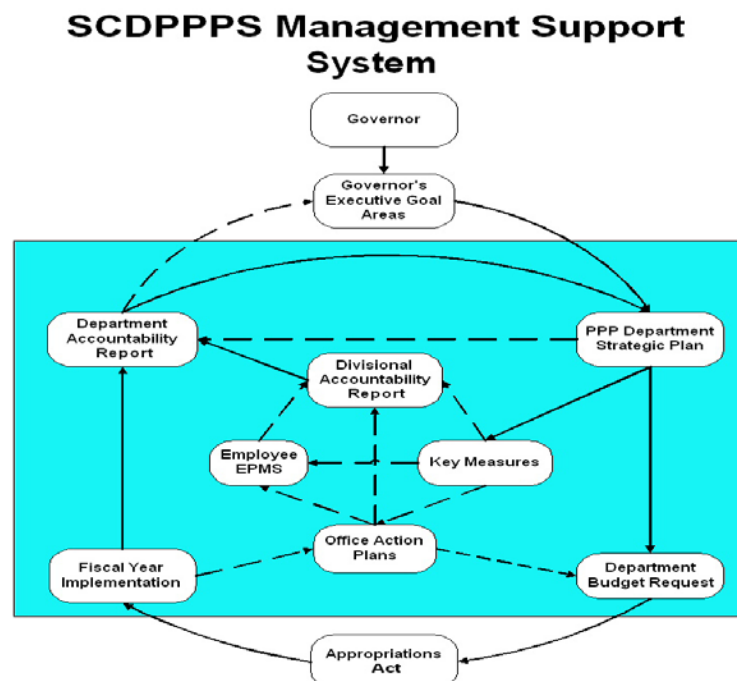 SCDPPPS Management Support
System
Governor
Governor's
Executive Goal
Areas
Department
Accountability
Report
PPP Department
Strategic Plan
Divisional
Accountability
Report
Employee
EPMS
Key Measures
Office Action
Plans
Fiscal Year
Implementation
Department
Budget Request
Appropriations
Act